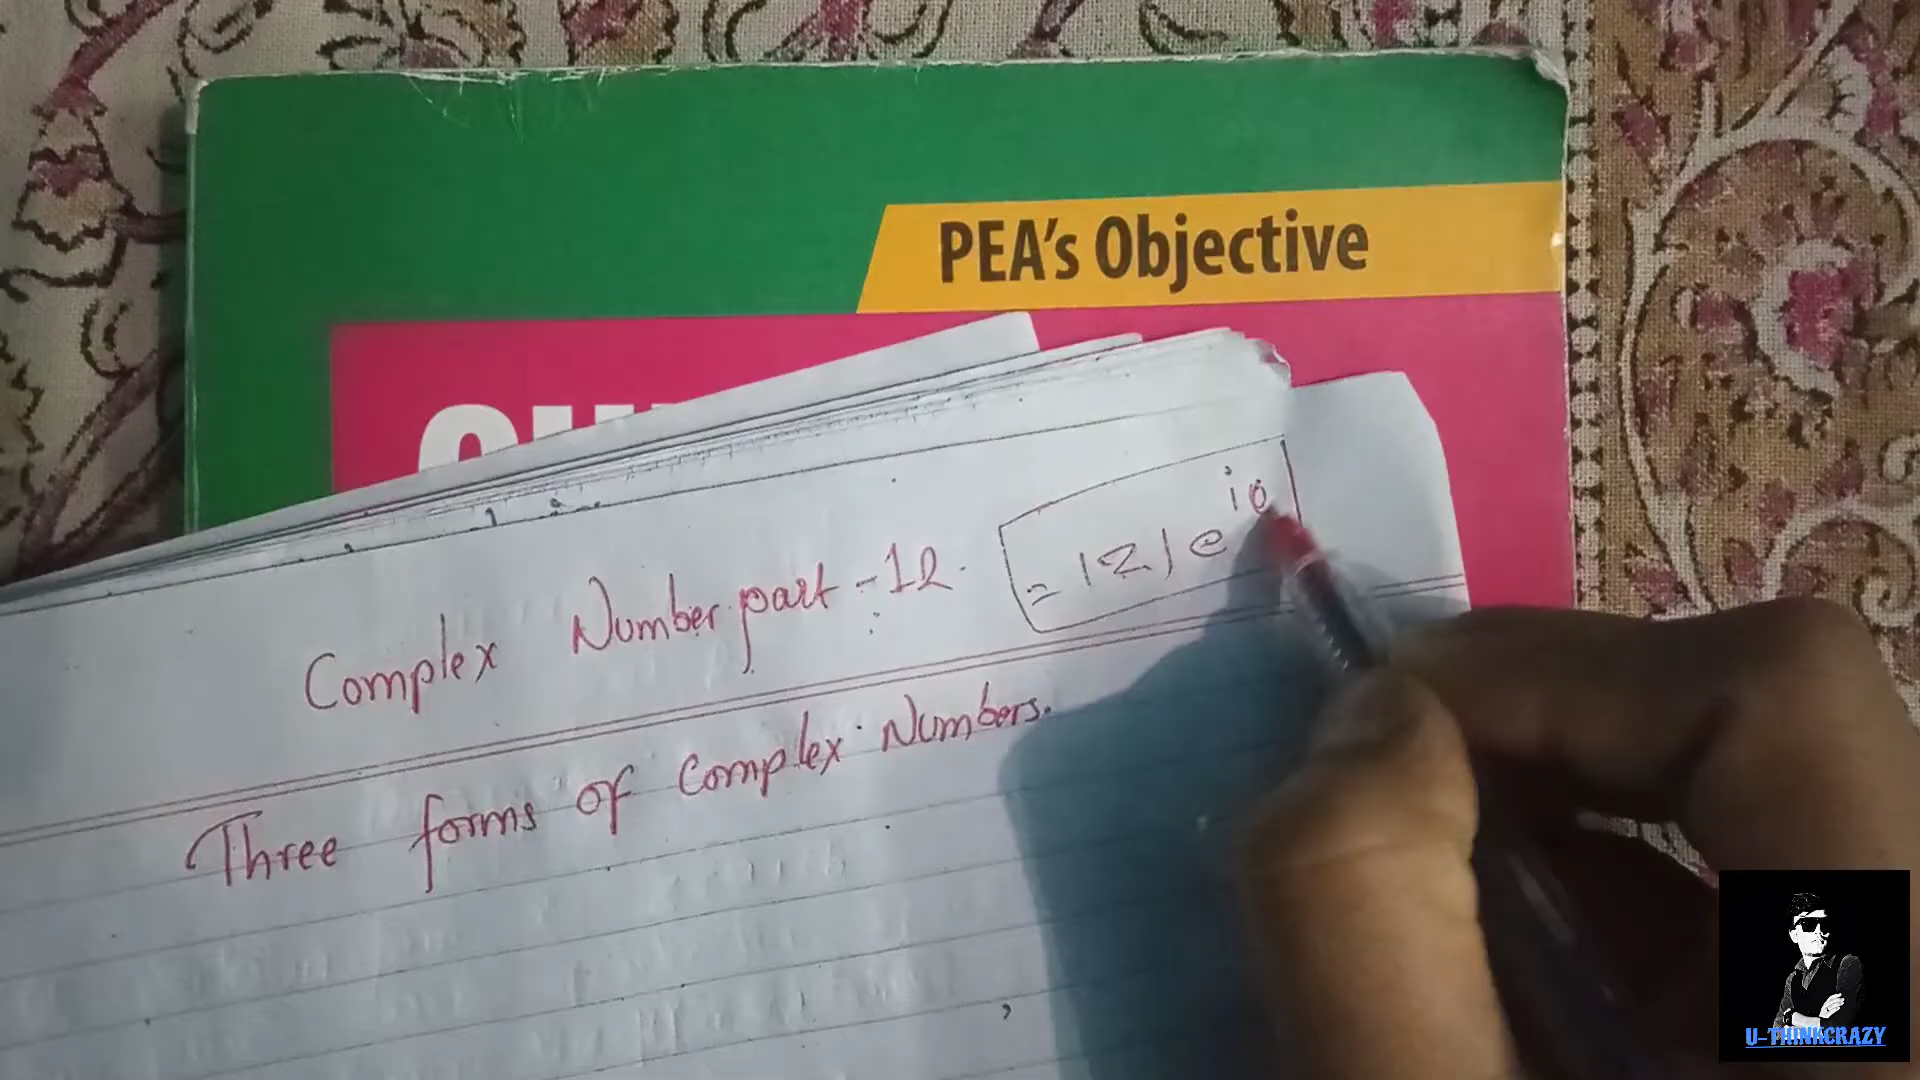 PEA's Objective
= |Z|e^iθ
Complex Number part - 12.
Three forms of Complex Numbers.
U-THINKCRAZY